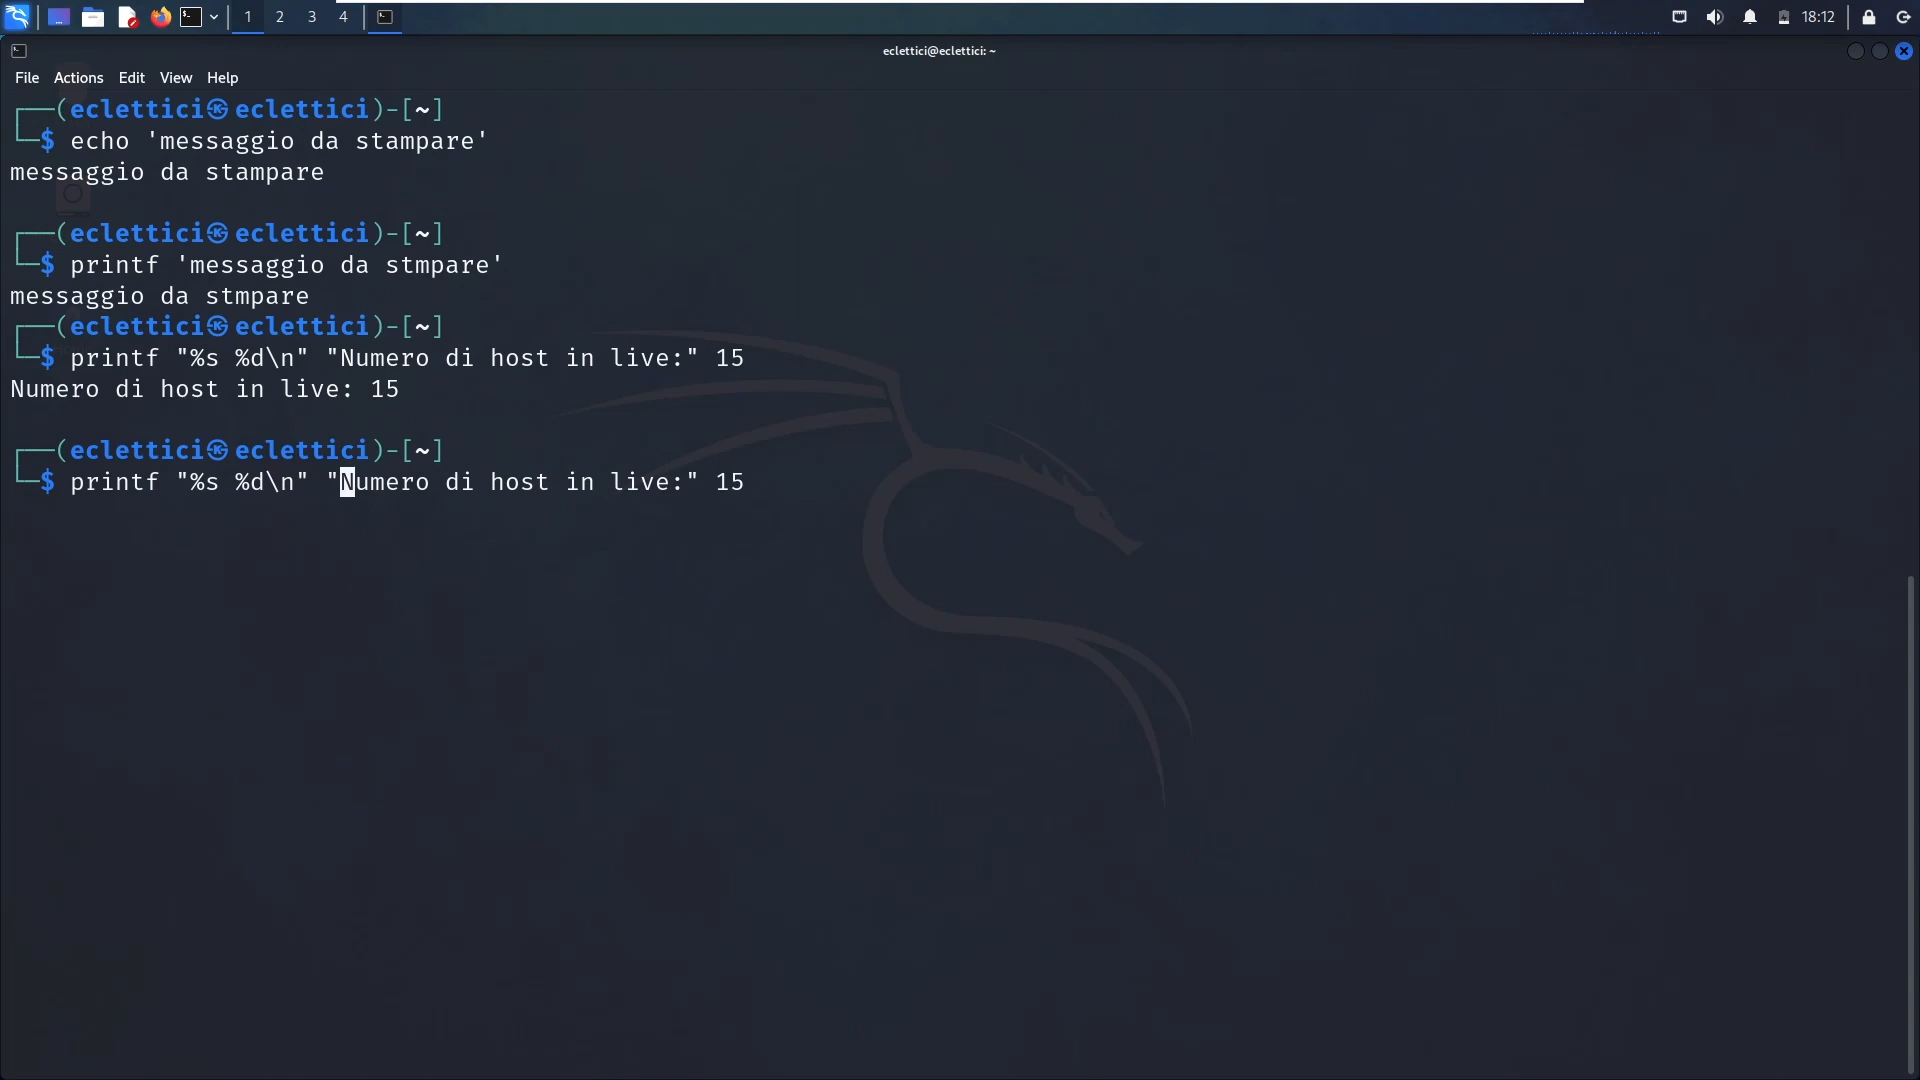 1 2 3 4 18:12
eclettici@eclettici: ~
File Actions Edit View Help
┌──(eclettici㉿eclettici)-[~]
└─$ echo 'messaggio da stampare'
messaggio da stampare
┌──(eclettici㉿eclettici)-[~]
└─$ printf 'messaggio da stmpare'
messaggio da stmpare
┌──(eclettici㉿eclettici)-[~]
└─$ printf "%s %d\n" "Numero di host in live:" 15
Numero di host in live: 15
┌──(eclettici㉿eclettici)-[~]
└─$ printf "%s %d\n" "Numero di host in live:" 15